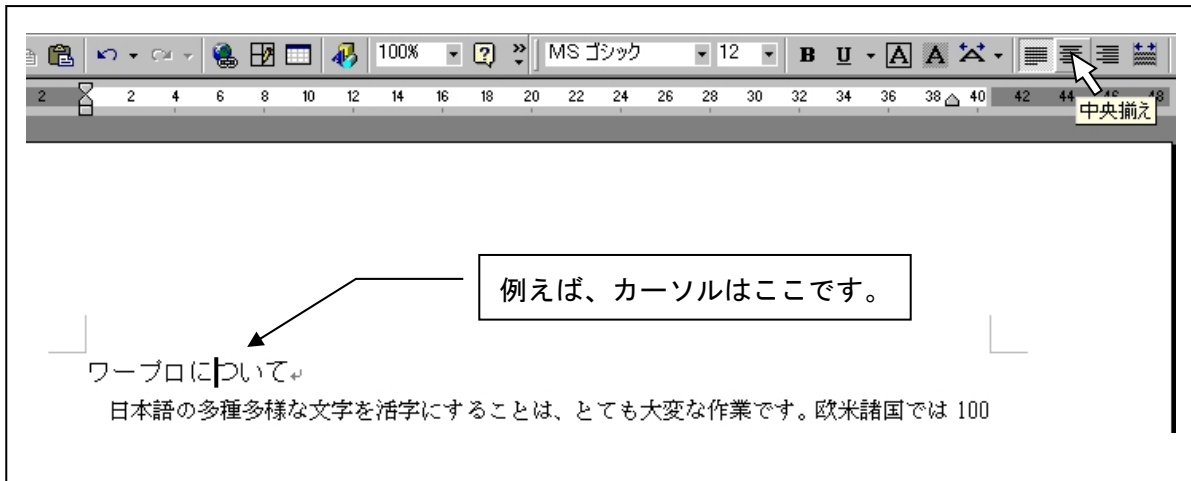 100% MS ゴシック 12 B U A A
2 2 4 6 8 10 12 14 16 18 20 22 24 26 28 30 32 34 36 38 40 42 44 46 48
中央揃え
例えば、カーソルはここです。
ワープロについて
日本語の多種多様な文字を活字にすることは、とても大変な作業です。欧米諸国では 100